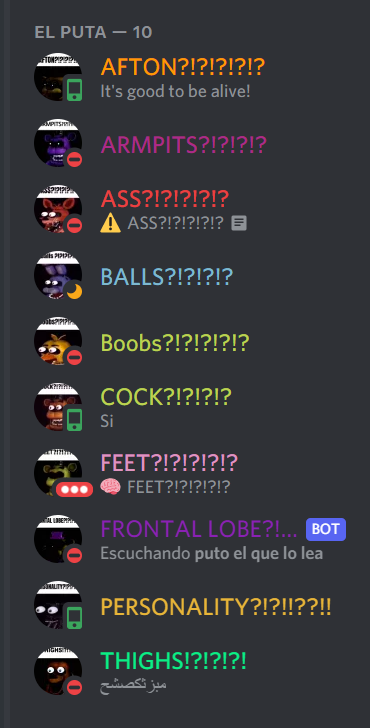 EL PUTA — 10
AFTON?!?!?!?!?
It's good to be alive!
ARMPITS?!?!?!?
ASS?!?!?!?!?
ASS?!?!?!?!?
BALLS?!?!?!?
Boobs?!?!?!?!?
COCK?!?!?!?
Si
FEET?!?!?!?!?
FEET?!?!?!?!?
FRONTAL LOBE?!... BOT
Escuchando puto el que lo lea
PERSONALITY?!?!!??!!
THIGHS!?!?!?!